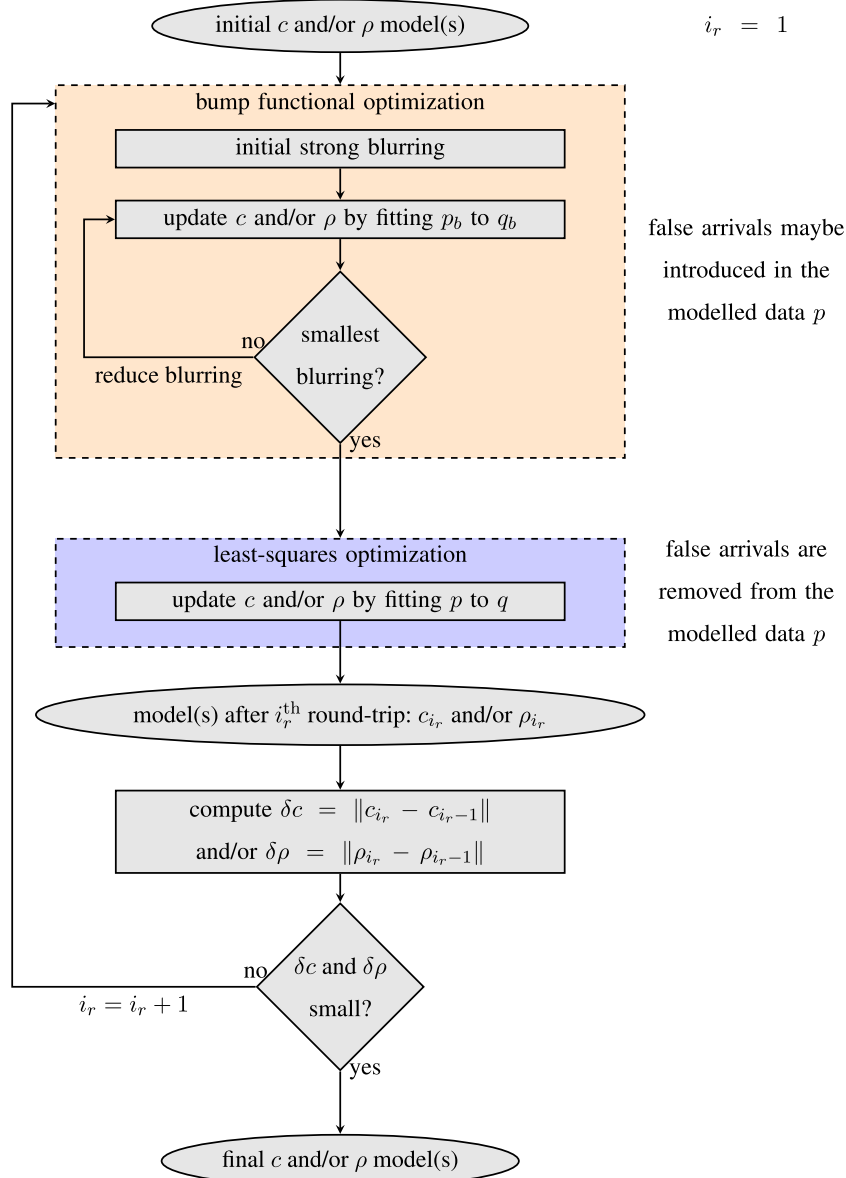 initial c and/or ρ model(s)
i_r = 1
bump functional optimization
initial strong blurring
update c and/or ρ by fitting p_b to q_b
false arrivals maybe
introduced in the
modelled data p
smallest
blurring?
no
reduce blurring
yes
least-squares optimization
update c and/or ρ by fitting p to q
false arrivals are
removed from the
modelled data p
model(s) after i_r^th round-trip: c_{i_r} and/or ρ_{i_r}
compute δc = ‖c_{i_r} − c_{i_r−1}‖
and/or δρ = ‖ρ_{i_r} − ρ_{i_r−1}‖
δc and δρ
small?
no
i_r = i_r + 1
yes
final c and/or ρ model(s)